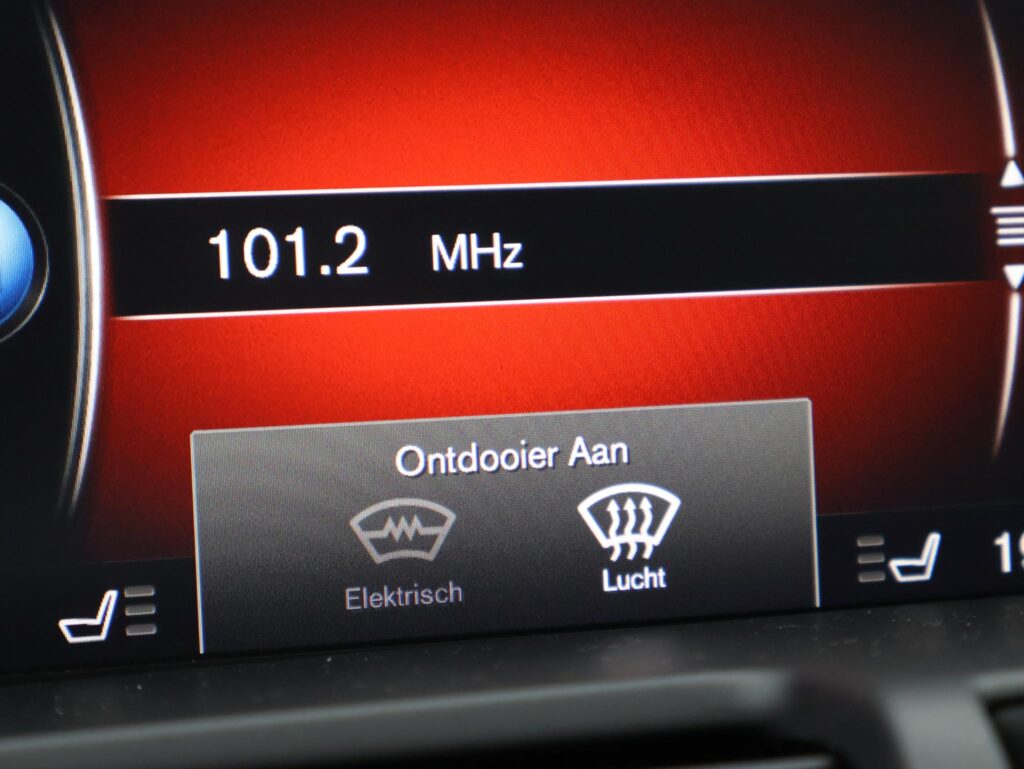 101.2 MHz
Ontdooier Aan
Elektrisch
Lucht